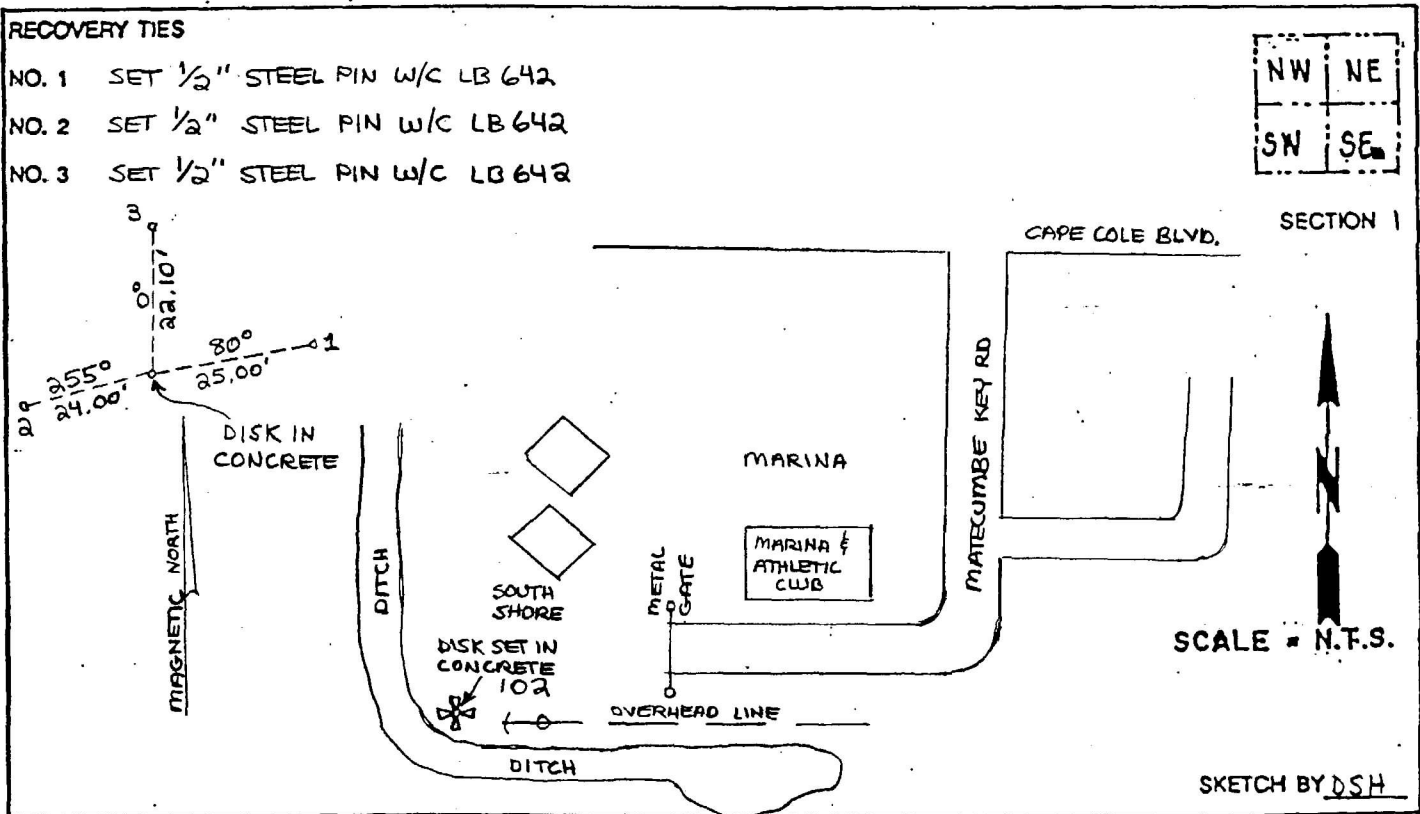 RECOVERY TIES
NO. 1 SET 1/2" STEEL PIN W/C LB 642
NO. 2 SET 1/2" STEEL PIN W/C LB 642
NO. 3 SET 1/2" STEEL PIN W/C LB 642
NW NE
SW SE
SECTION 1
3
0°
22.10'
80°
25.00'
1
255°
24.00'
2
DISK IN
CONCRETE
MAGNETIC NORTH
CAPE COLE BLVD.
MATECUMBE KEY RD
MARINA
MARINA &
ATHLETIC
CLUB
METAL
GATE
DITCH
SOUTH
SHORE
DISK SET IN
CONCRETE
102
OVERHEAD LINE
DITCH
N
SCALE = N.T.S.
SKETCH BY DSH